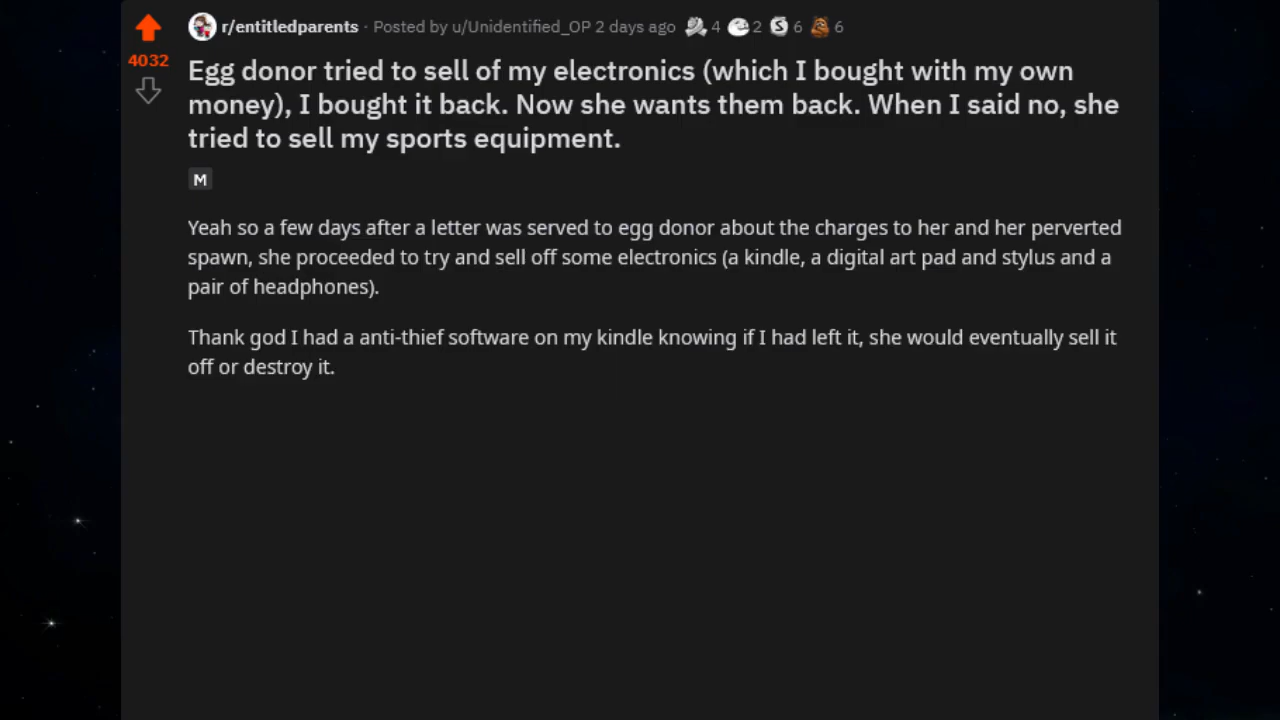 r/entitledparents · Posted by u/Unidentified_OP 2 days ago 4 2 6 6
4032
Egg donor tried to sell of my electronics (which I bought with my own
money), I bought it back. Now she wants them back. When I said no, she
tried to sell my sports equipment.
M
Yeah so a few days after a letter was served to egg donor about the charges to her and her perverted
spawn, she proceeded to try and sell off some electronics (a kindle, a digital art pad and stylus and a
pair of headphones).
Thank god I had a anti-thief software on my kindle knowing if I had left it, she would eventually sell it
off or destroy it.